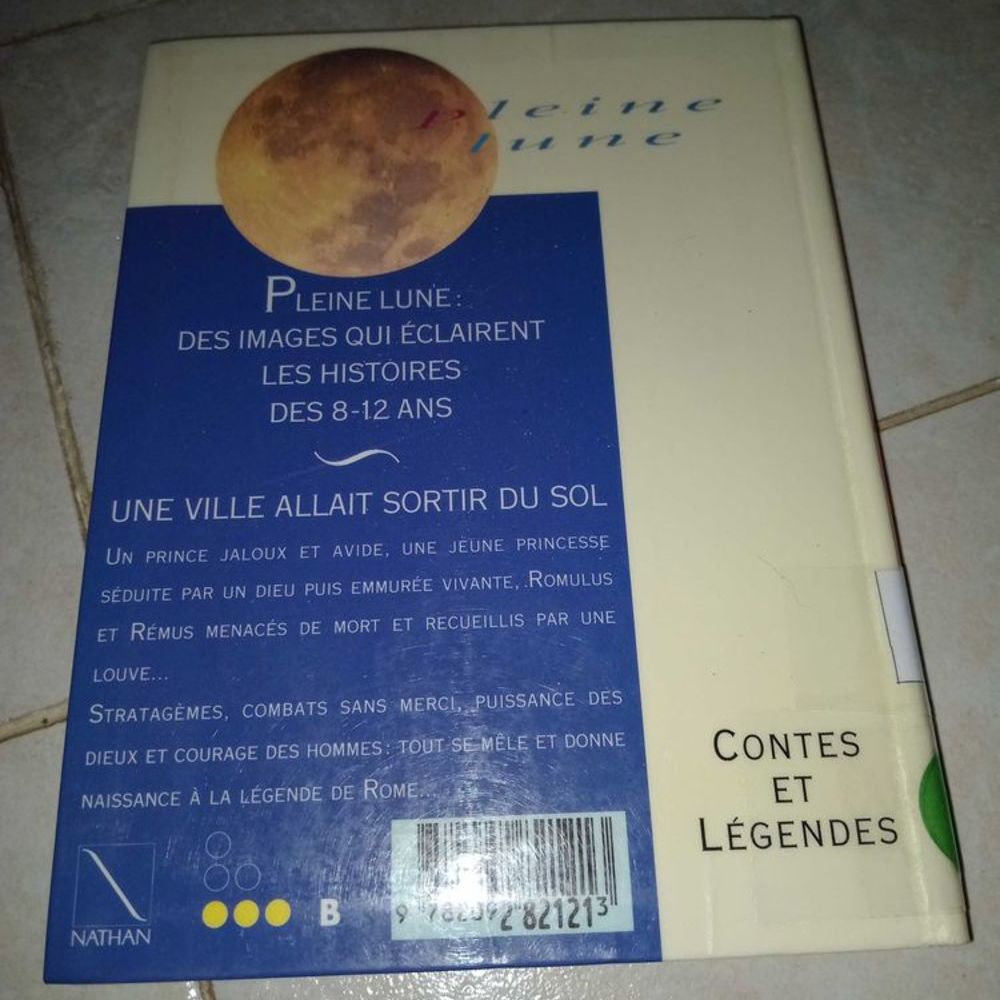 pleine
lune
PLEINE LUNE :
DES IMAGES QUI ÉCLAIRENT
LES HISTOIRES
DES 8-12 ANS
UNE VILLE ALLAIT SORTIR DU SOL
UN PRINCE JALOUX ET AVIDE, UNE JEUNE PRINCESSE
SÉDUITE PAR UN DIEU PUIS EMMURÉE VIVANTE, ROMULUS
ET RÉMUS MENACÉS DE MORT ET RECUEILLIS PAR UNE
LOUVE...
STRATAGÈMES, COMBATS SANS MERCI, PUISSANCE DES
DIEUX ET COURAGE DES HOMMES : TOUT SE MÊLE ET DONNE
NAISSANCE À LA LÉGENDE DE ROME...
CONTES
ET
LÉGENDES
NATHAN
B
9 782092 821213